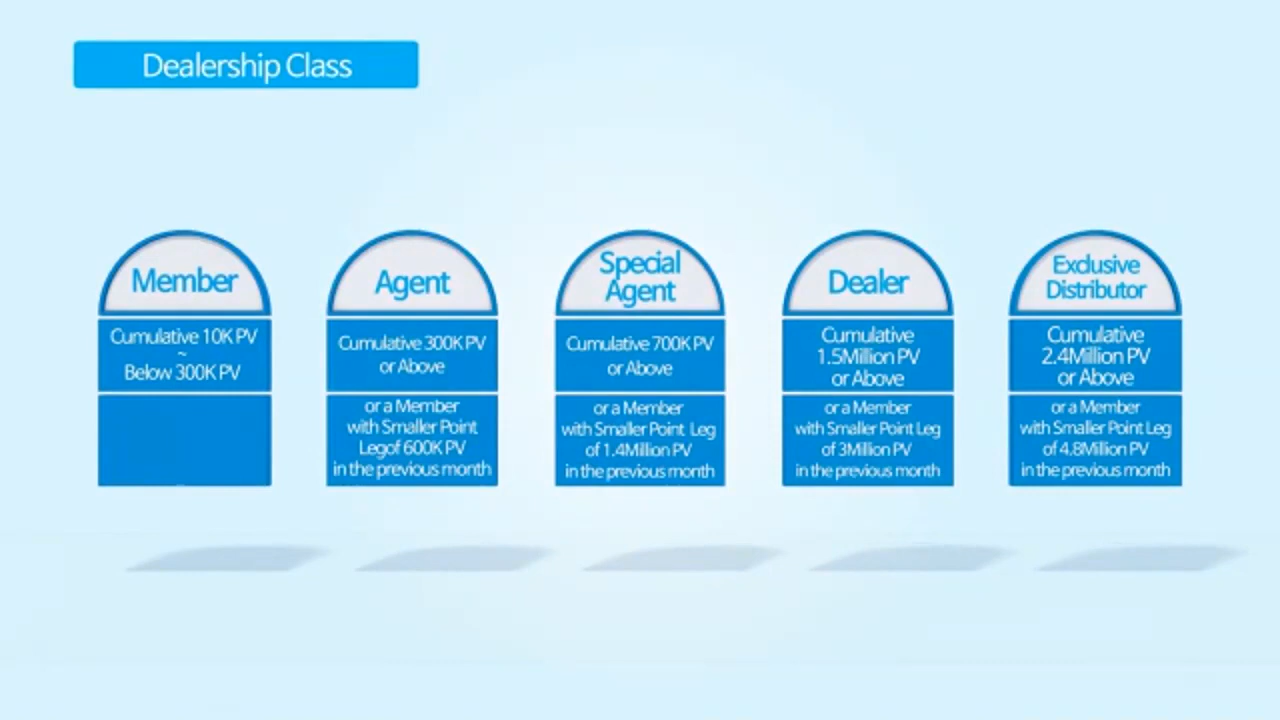 Dealership Class
Member
Cumulative 10K PV
~
Below 300K PV
Agent
Cumulative 300K PV
or Above
or a Member
with Smaller Point
Legof 600K PV
in the previous month
Special
Agent
Cumulative 700K PV
or Above
or a Member
with Smaller Point Leg
of 1.4Million PV
in the previous month
Dealer
Cumulative
1.5Million PV
or Above
or a Member
with Smaller Point Leg
of 3Million PV
in the previous month
Exclusive
Distributor
Cumulative
2.4Million PV
or Above
or a Member
with Smaller Point Leg
of 4.8Million PV
in the previous month